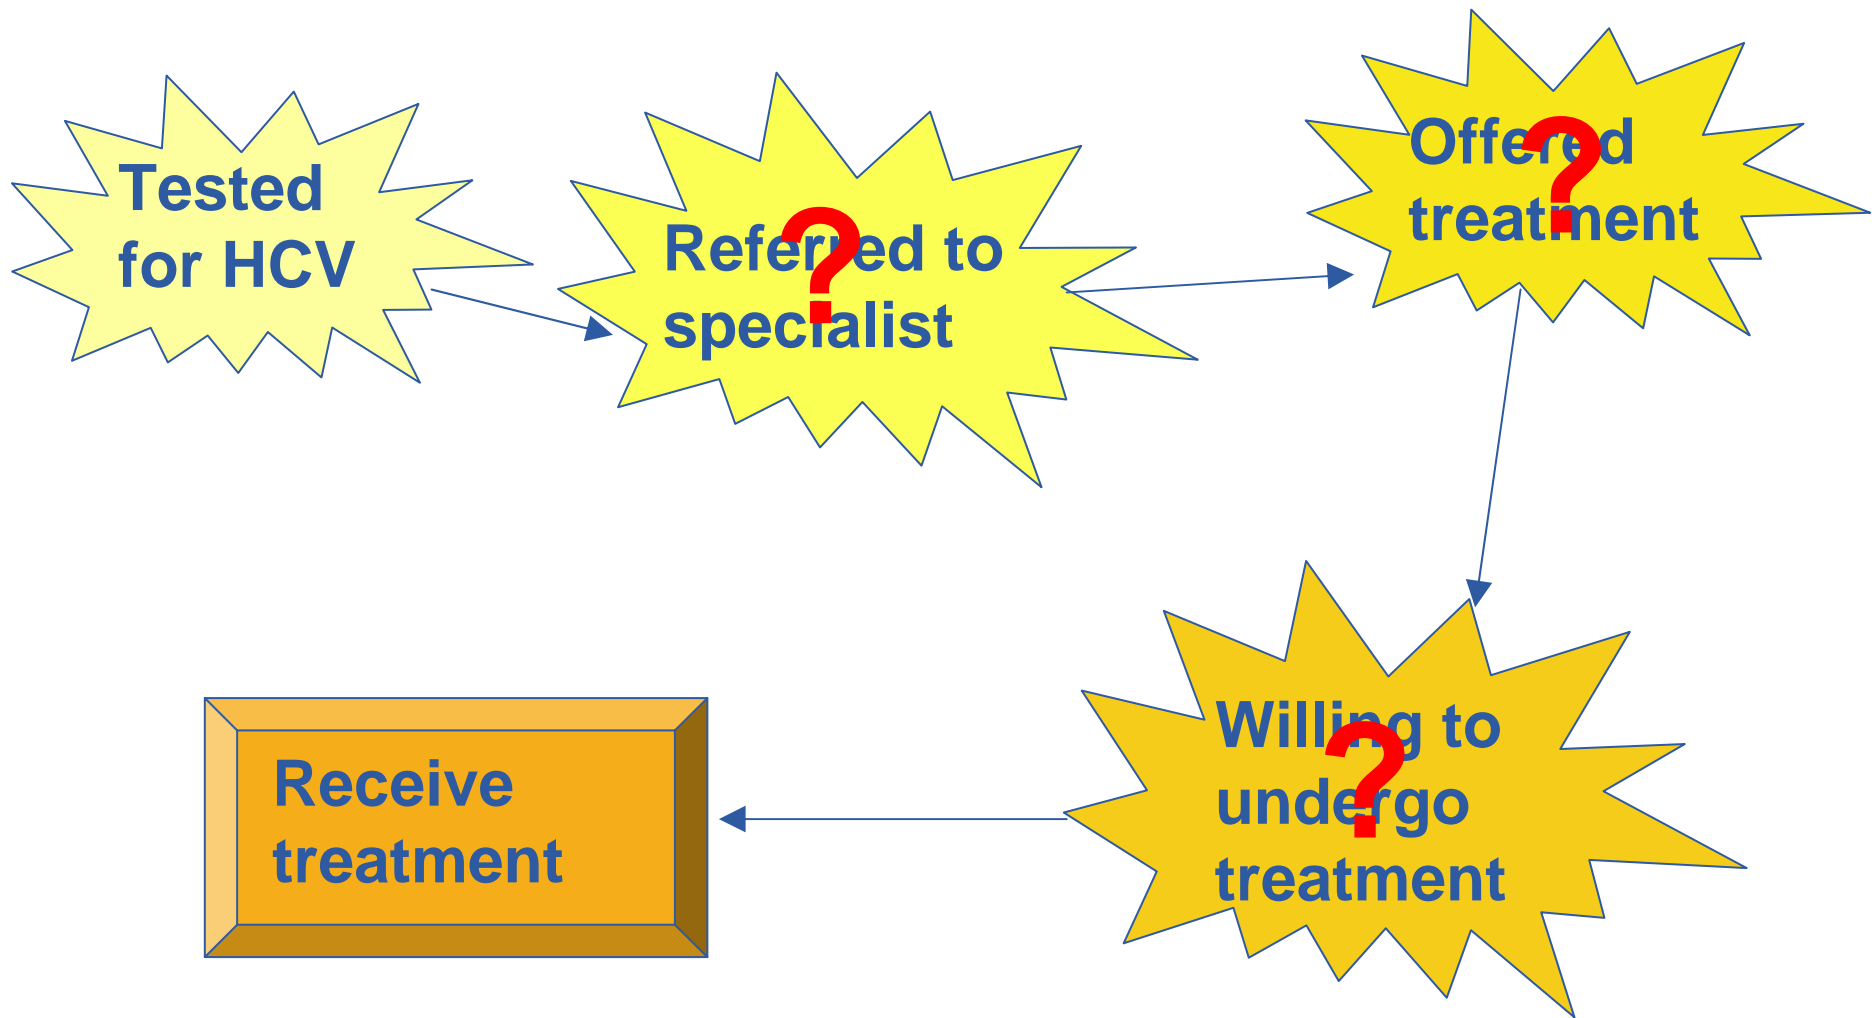 Tested
for HCV
?
Referred to
specialist
?
Offered
treatment
?
Willing to
undergo
treatment
Receive
treatment